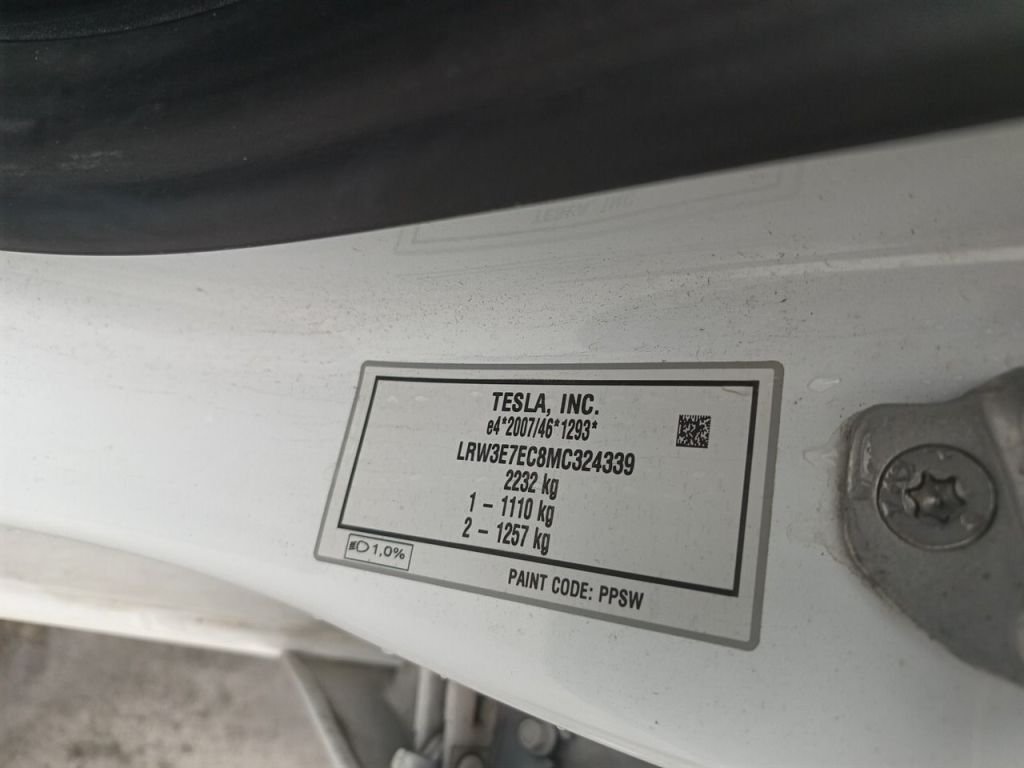 TESLA, INC.
e4*2007/46*1293*
LRW3E7EC8MC324339
2232 kg
1 – 1110 kg
2 – 1257 kg
1,0%
PAINT CODE: PPSW